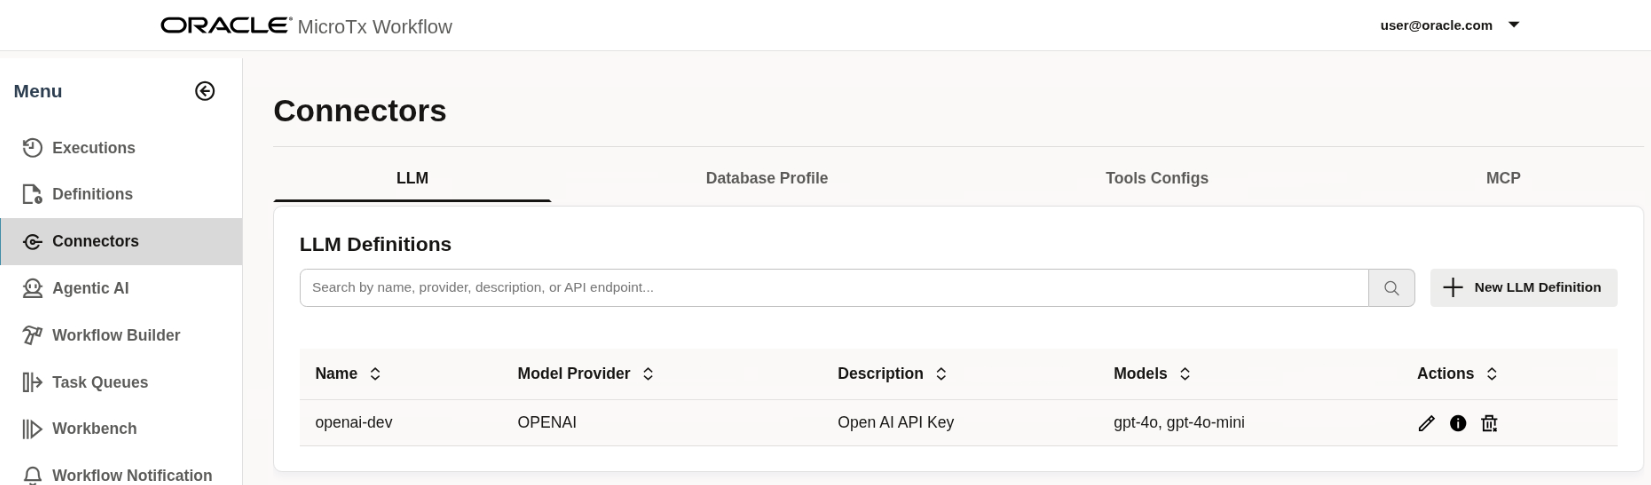 ORACLE® MicroTx Workflow
user@oracle.com
Menu
Executions
Definitions
Connectors
Agentic AI
Workflow Builder
Task Queues
Workbench
Workflow Notification
Connectors
LLM Database Profile Tools Configs MCP
LLM Definitions
Search by name, provider, description, or API endpoint...
New LLM Definition
Name Model Provider Description Models Actions
openai-dev OPENAI Open AI API Key gpt-4o, gpt-4o-mini